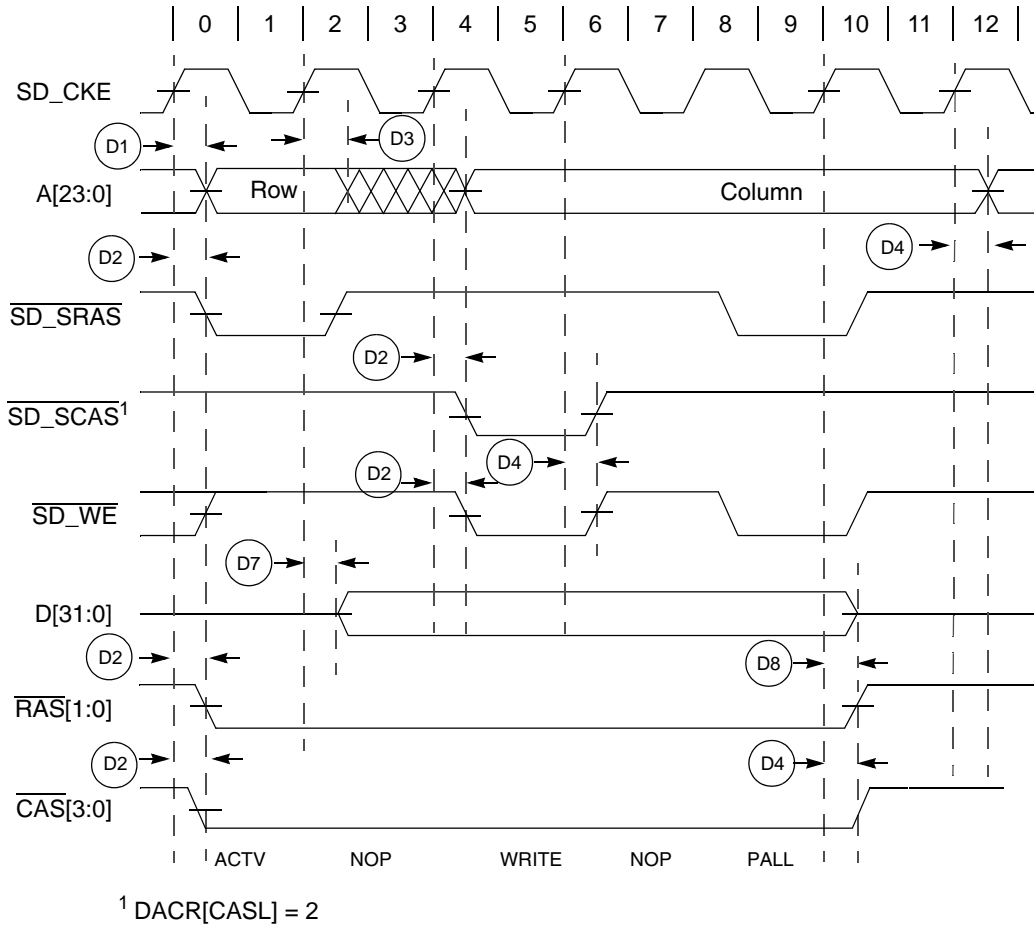 0 1 2 3 4 5 6 7 8 9 10 11 12
SD_CKE
D1
D3
A[23:0]
Row
Column
D2
D4
SD_SRAS
D2
SD_SCAS1
D2
D4
SD_WE
D7
D[31:0]
D2
D8
RAS[1:0]
D2
D4
CAS[3:0]
ACTV NOP WRITE NOP PALL
1 DACR[CASL] = 2